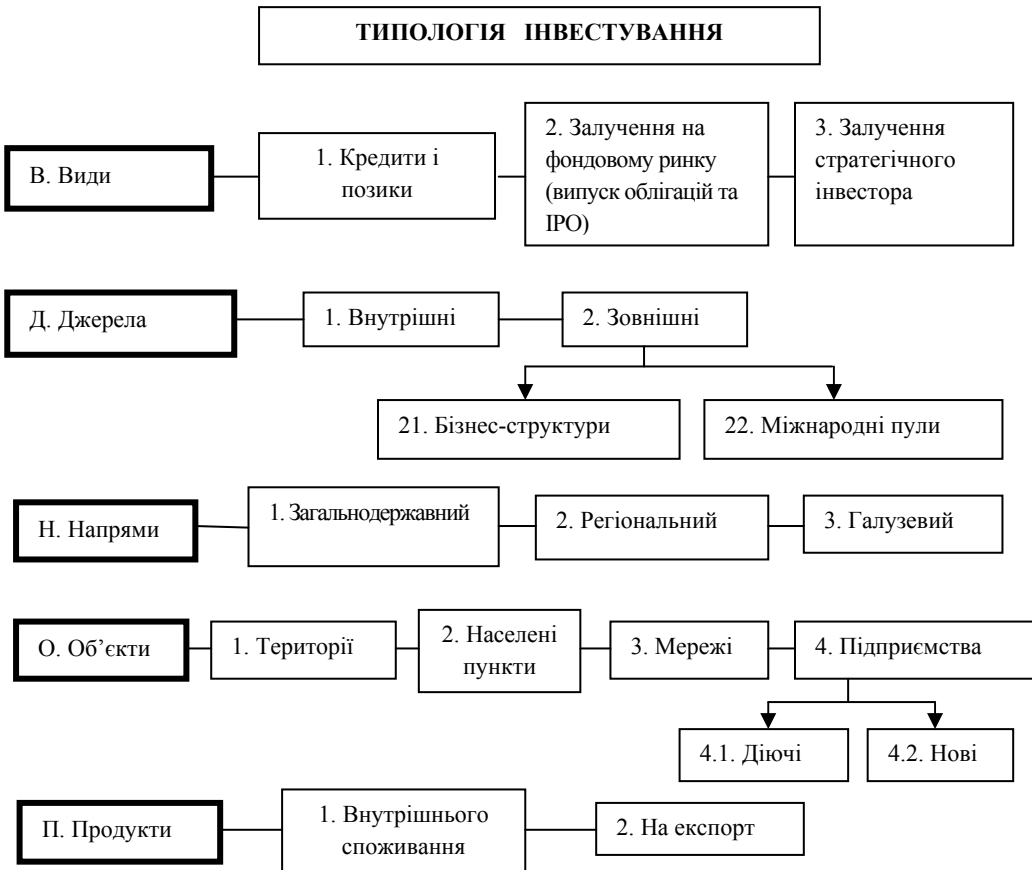 ТИПОЛОГІЯ ІНВЕСТУВАННЯ
В. Види
1. Кредити і
позики
2. Залучення на
фондовому ринку
(випуск облігацій та
ІРО)
3. Залучення
стратегічного
інвестора
Д. Джерела
1. Внутрішні
2. Зовнішні
21. Бізнес-структури
22. Міжнародні пули
Н. Напрями
1. Загальнодержавний
2. Регіональний
3. Галузевий
О. Об’єкти
1. Території
2. Населені
пункти
3. Мережі
4. Підприємства
4.1. Діючі
4.2. Нові
П. Продукти
1. Внутрішнього
споживання
2. На експорт